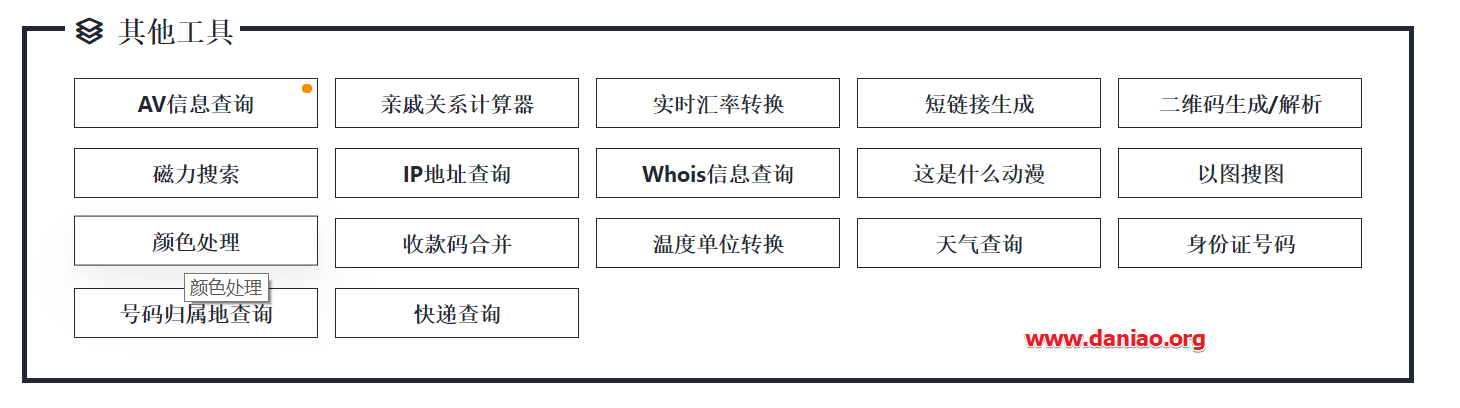 其他工具
AV信息查询 亲戚关系计算器 实时汇率转换 短链接生成 二维码生成/解析
磁力搜索 IP地址查询 Whois信息查询 这是什么动漫 以图搜图
颜色处理 收款码合并 温度单位转换 天气查询 身份证号码
颜色处理
号码归属地查询 快递查询
www.daniao.org